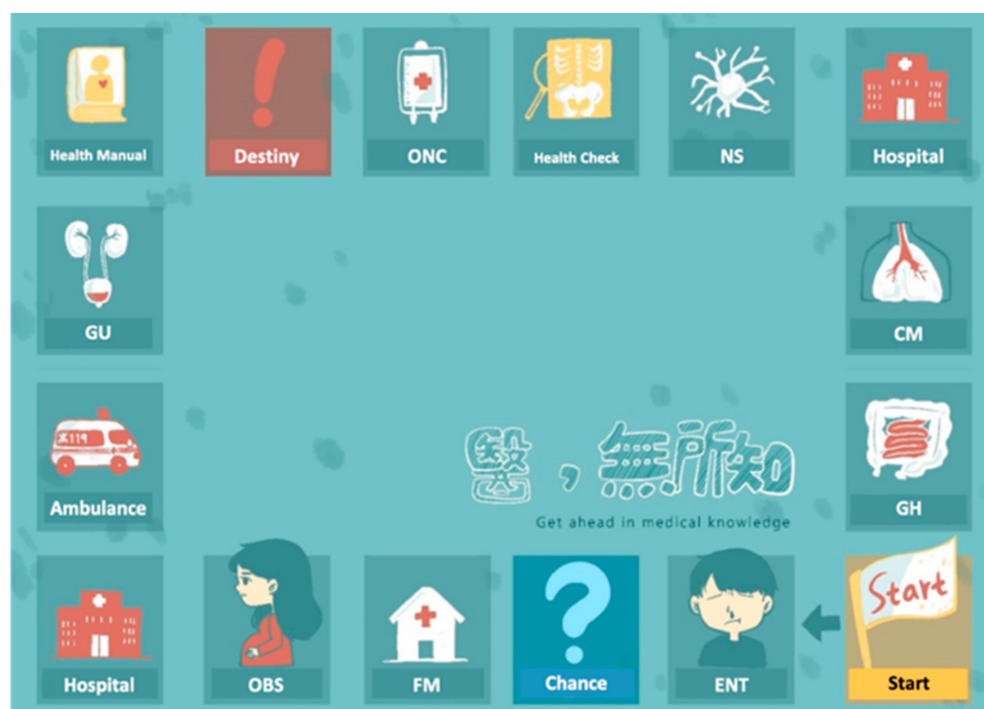 Health Manual
Destiny
ONC
Health Check
NS
Hospital
GU
CM
119
Ambulance
醫，無所知
Get ahead in medical knowledge
GH
Hospital
OBS
FM
Chance
ENT
Start
Start